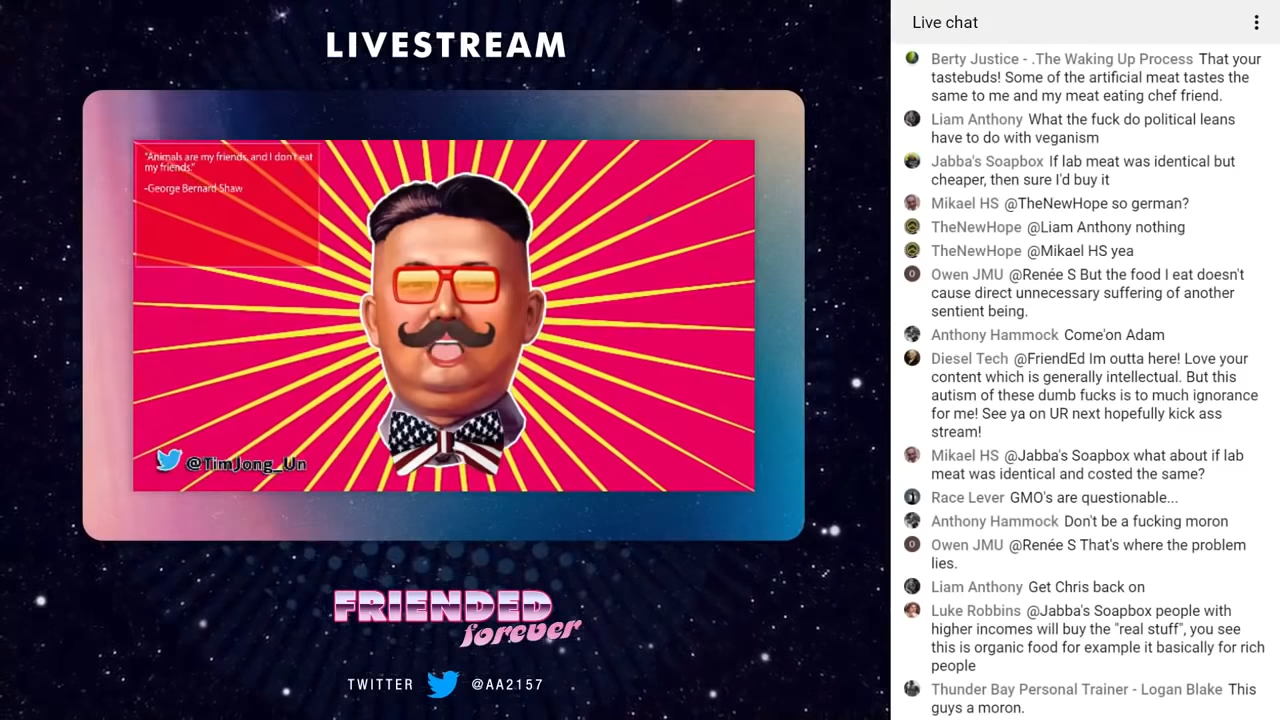 LIVESTREAM
"Animals are my friends, and I don't eat
my friends."
-George Bernard Shaw
@TimJong_Un
FRIENDED
forever
TWITTER @AA2157
Live chat
Berty Justice - .The Waking Up Process That your
tastebuds! Some of the artificial meat tastes the
same to me and my meat eating chef friend.
Liam Anthony What the fuck do political leans
have to do with veganism
Jabba's Soapbox If lab meat was identical but
cheaper, then sure I'd buy it
Mikael HS @TheNewHope so german?
TheNewHope @Liam Anthony nothing
TheNewHope @Mikael HS yea
O Owen JMU @Renée S But the food I eat doesn't
cause direct unnecessary suffering of another
sentient being.
Anthony Hammock Come'on Adam
Diesel Tech @FriendEd Im outta here! Love your
content which is generally intellectual. But this
autism of these dumb fucks is to much ignorance
for me! See ya on UR next hopefully kick ass
stream!
Mikael HS @Jabba's Soapbox what about if lab
meat was identical and costed the same?
Race Lever GMO's are questionable...
Anthony Hammock Don't be a fucking moron
O Owen JMU @Renée S That's where the problem
lies.
Liam Anthony Get Chris back on
Luke Robbins @Jabba's Soapbox people with
higher incomes will buy the "real stuff", you see
this is organic food for example it basically for rich
people
Thunder Bay Personal Trainer - Logan Blake This
guys a moron.